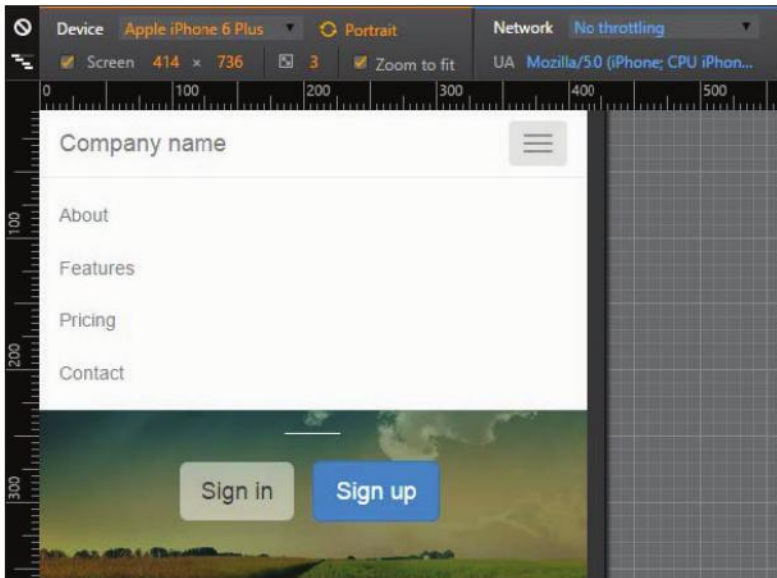 Device Apple iPhone 6 Plus Portrait Network No throttling
Screen 414 × 736 3 Zoom to fit UA Mozilla/5.0 (iPhone; CPU iPhon...
0 100 200 300 400 500
Company name
About
100
Features
Pricing
200
Contact
Sign in Sign up
300